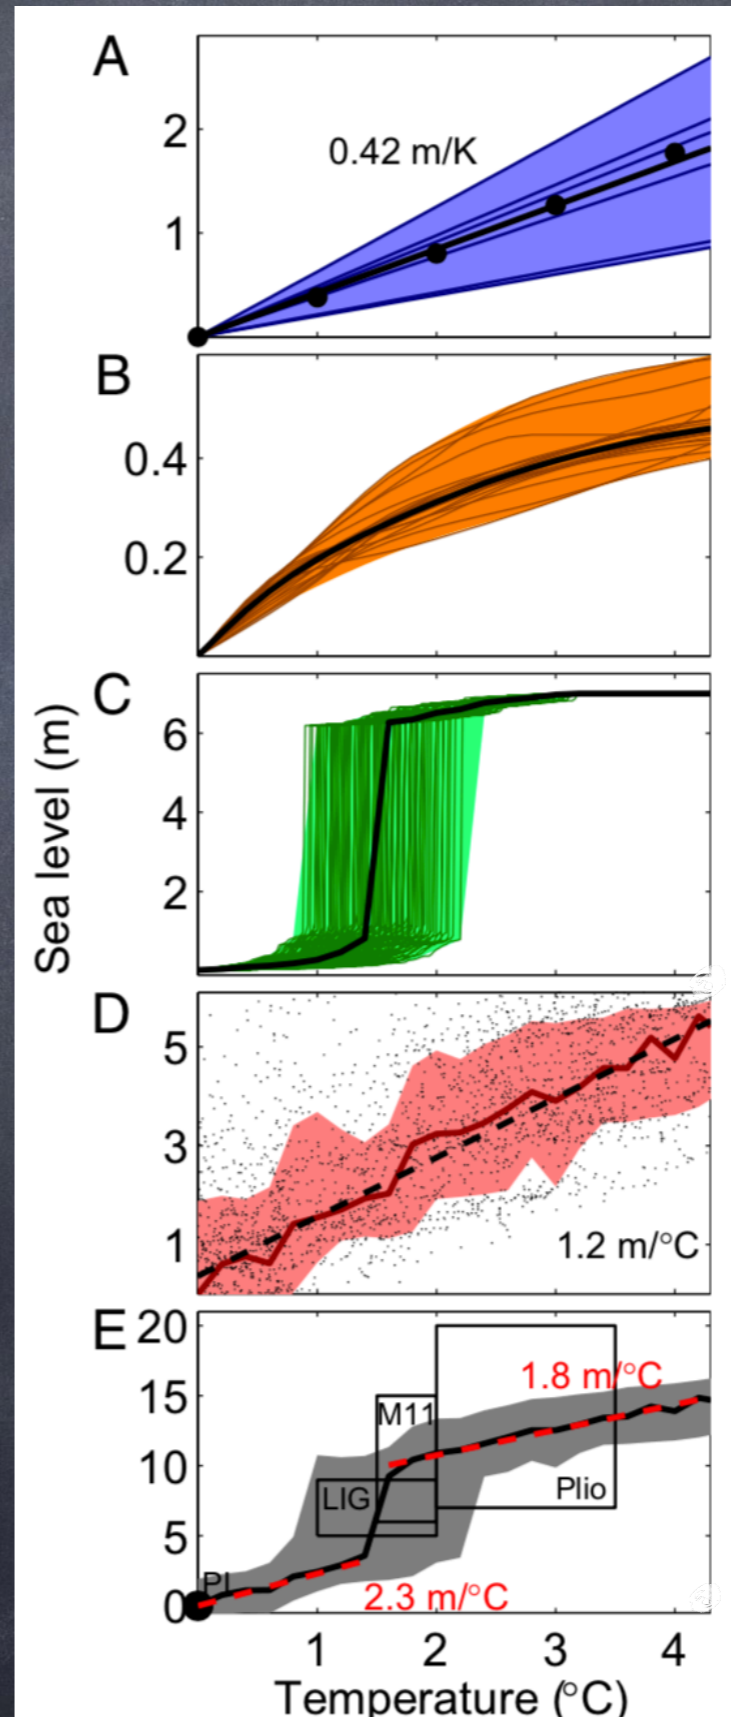 A
2
0.42 m/K
1
B
0.4
0.2
C
6
4
2
Sea level (m)
D
5
3
1
1.2 m/°C
E
20
1.8 m/°C
15
M11
10
LIG
Plio
5
PI
0
2.3 m/°C
1 2 3 4
Temperature (°C)